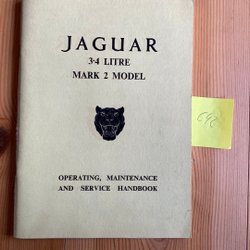 JAGUAR
3·4 LITRE
MARK 2 MODEL
OPERATING, MAINTENANCE
AND SERVICE HANDBOOK